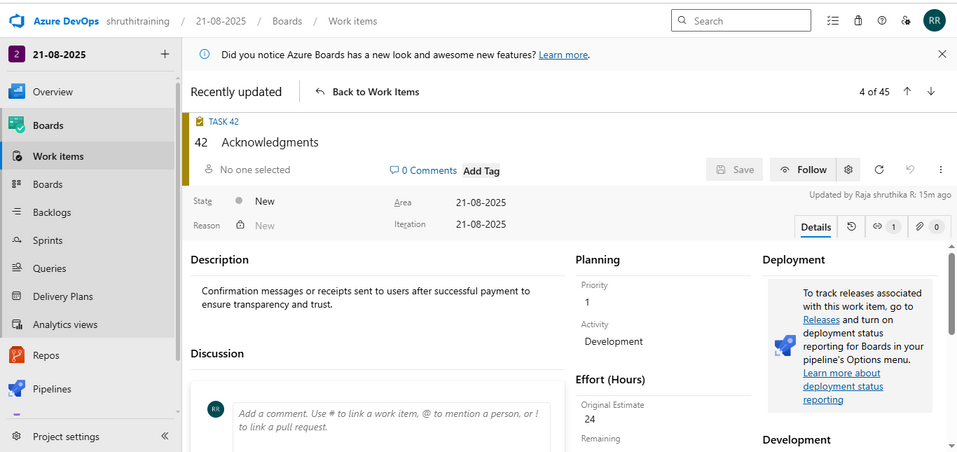 Azure DevOps shruthitraining / 21-08-2025 / Boards / Work items
Search
RR
2 21-08-2025
Overview
Boards
Work items
Boards
Backlogs
Sprints
Queries
Delivery Plans
Analytics views
Repos
Pipelines
Project settings
Did you notice Azure Boards has a new look and awesome new features? Learn more.
Recently updated
Back to Work Items
4 of 45
TASK 42
42 Acknowledgments
No one selected
0 Comments
Add Tag
Save
Follow
State New
Area 21-08-2025
Updated by Raja shruthika R: 15m ago
Reason New
Iteration 21-08-2025
Details
1
0
Description
Confirmation messages or receipts sent to users after successful payment to
ensure transparency and trust.
Discussion
RR
Add a comment. Use # to link a work item, @ to mention a person, or !
to link a pull request.
Planning
Priority
1
Activity
Development
Effort (Hours)
Original Estimate
24
Remaining
Deployment
To track releases associated
with this work item, go to
Releases and turn on
deployment status
reporting for Boards in your
pipeline's Options menu.
Learn more about
deployment status
reporting
Development